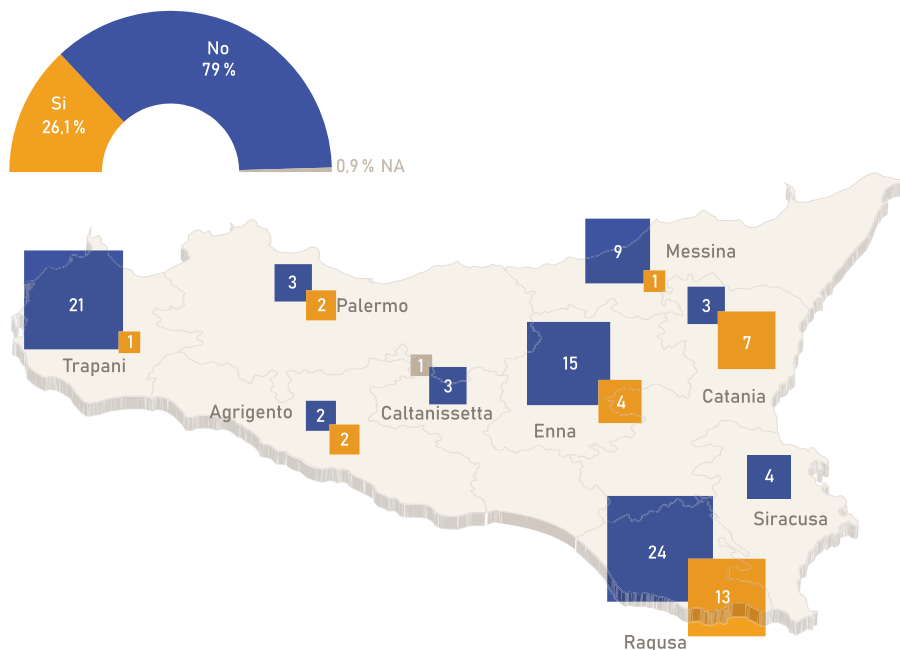 No
79 %
Si
26,1 %
0,9 % NA
9
Messina
1
21
3
2
Palermo
3
7
1
Trapani
15
1
3
4
Catania
Agrigento
2
Caltanissetta
2
Enna
4
Siracusa
24
13
Ragusa